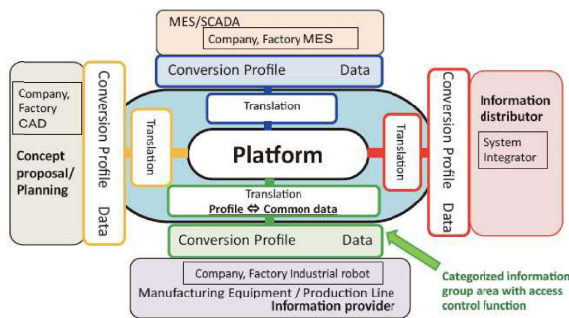 MES/SCADA
Company, Factory MES
Conversion Profile Data
Translation
Company,
Factory
CAD
Concept
proposal/
Planning
Conversion Profile Data
Translation
Platform
Translation
Conversion Profile Data
Information
distributor
System
Integrator
Translation
Profile ⇔ Common data
Conversion Profile Data
Company, Factory Industrial robot
Manufacturing Equipment / Production Line
Information provider
Categorized information
group area with access
control function